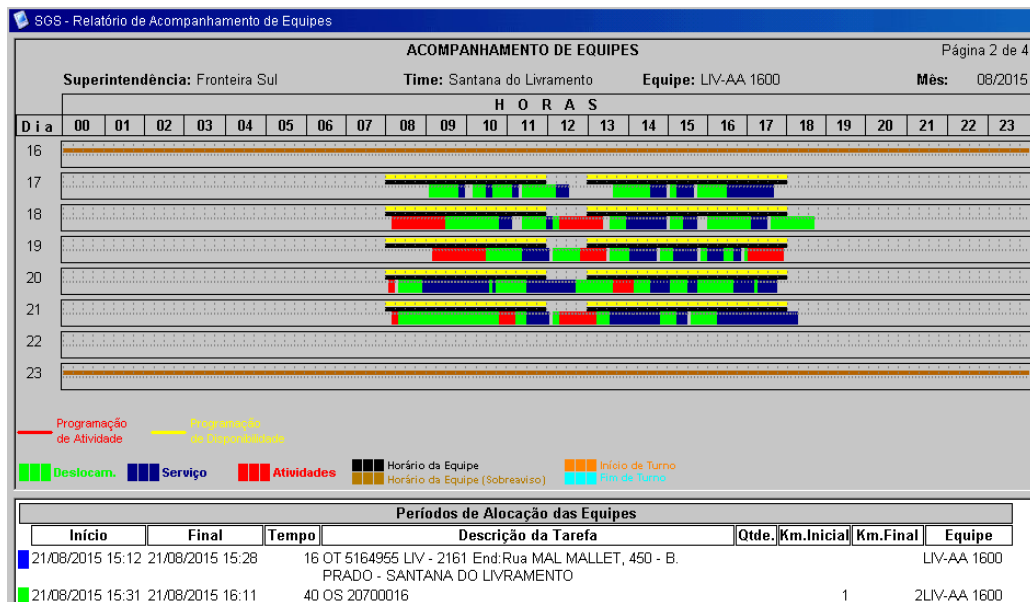 SGS - Relatório de Acompanhamento de Equipes
ACOMPANHAMENTO DE EQUIPES Página 2 de 4
Superintendência: Fronteira Sul Time: Santana do Livramento Equipe: LIV-AA 1600 Mês: 08/2015
H O R A S
D i a 00 01 02 03 04 05 06 07 08 09 10 11 12 13 14 15 16 17 18 19 20 21 22 23
16
17
18
19
20
21
22
23
Programação de Atividade Programação de Disponibilidade
Deslocam. Serviço Atividades Horário da Equipe Início de Turno
Horário da Equipe (Sobreaviso) Fim de Turno
Períodos de Alocação das Equipes
Início Final Tempo Descrição da Tarefa Qtde. Km.Inicial Km.Final Equipe
21/08/2015 15:12 21/08/2015 15:28 16 OT 5164955 LIV - 2161 End:Rua MAL MALLET, 450 - B. LIV-AA 1600
PRADO - SANTANA DO LIVRAMENTO
21/08/2015 15:31 21/08/2015 16:11 40 OS 20700016 1 2LIV-AA 1600